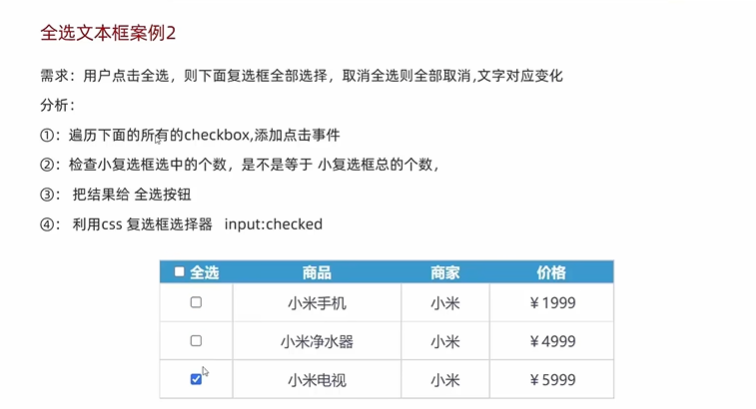 全选文本框案例2
需求：用户点击全选，则下面复选框全部选择，取消全选则全部取消,文字对应变化
分析：
①：遍历下面的所有的checkbox,添加点击事件
②：检查小复选框选中的个数，是不是等于 小复选框总的个数，
③： 把结果给 全选按钮
④： 利用css 复选框选择器 input:checked
全选 商品 商家 价格
小米手机 小米 ￥1999
小米净水器 小米 ￥4999
小米电视 小米 ￥5999